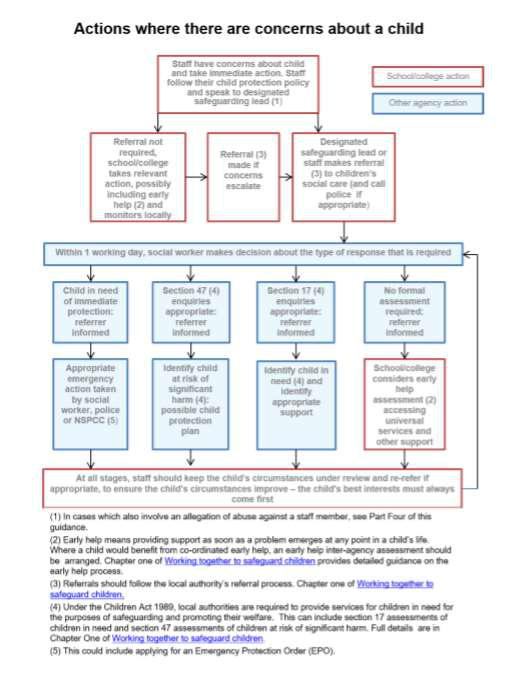 Actions where there are concerns about a child
Staff have concerns about child
and take immediate action. Staff
follow their child protection policy
and speak to designated
safeguarding lead (1)
School/college action
Other agency action
Referral not
required,
school/college
takes relevant
action, possibly
including early
help (2) and
monitors locally
Referral (3)
made if
concerns
escalate
Designated
safeguarding lead or
staff makes referral
(3) to children's
social care (and call
police if
appropriate)
Within 1 working day, social worker makes decision about the type of response that is required
Child in need
of immediate
protection:
referrer
informed
Section 47 (4)
enquiries
appropriate:
referrer
informed
Section 17 (4)
enquiries
appropriate:
referrer
informed
No formal
assessment
required:
referrer
informed
Appropriate
emergency
action taken
by social
worker, police
or NSPCC (5)
Identify child
at risk of
significant
harm (4):
possible child
protection
plan
Identify child in
need (4) and
identify
appropriate
support
School/college
considers early
help
assessment (2)
accessing
universal
services and
other support
At all stages, staff should keep the child's circumstances under review and re-refer if
appropriate, to ensure the child's circumstances improve – the child's best interests must always
come first
(1) In cases which also involve an allegation of abuse against a staff member, see Part Four of this
guidance.
(2) Early help means providing support as soon as a problem emerges at any point in a child's life.
Where a child would benefit from co-ordinated early help, an early help inter-agency assessment should
be arranged. Chapter one of Working together to safeguard children provides detailed guidance on the
early help process.
(3) Referrals should follow the local authority's referral process. Chapter one of Working together to
safeguard children.
(4) Under the Children Act 1989, local authorities are required to provide services for children in need for
the purposes of safeguarding and promoting their welfare. This can include section 17 assessments of
children in need and section 47 assessments of children at risk of significant harm. Full details are in
Chapter One of Working together to safeguard children.
(5) This could include applying for an Emergency Protection Order (EPO).